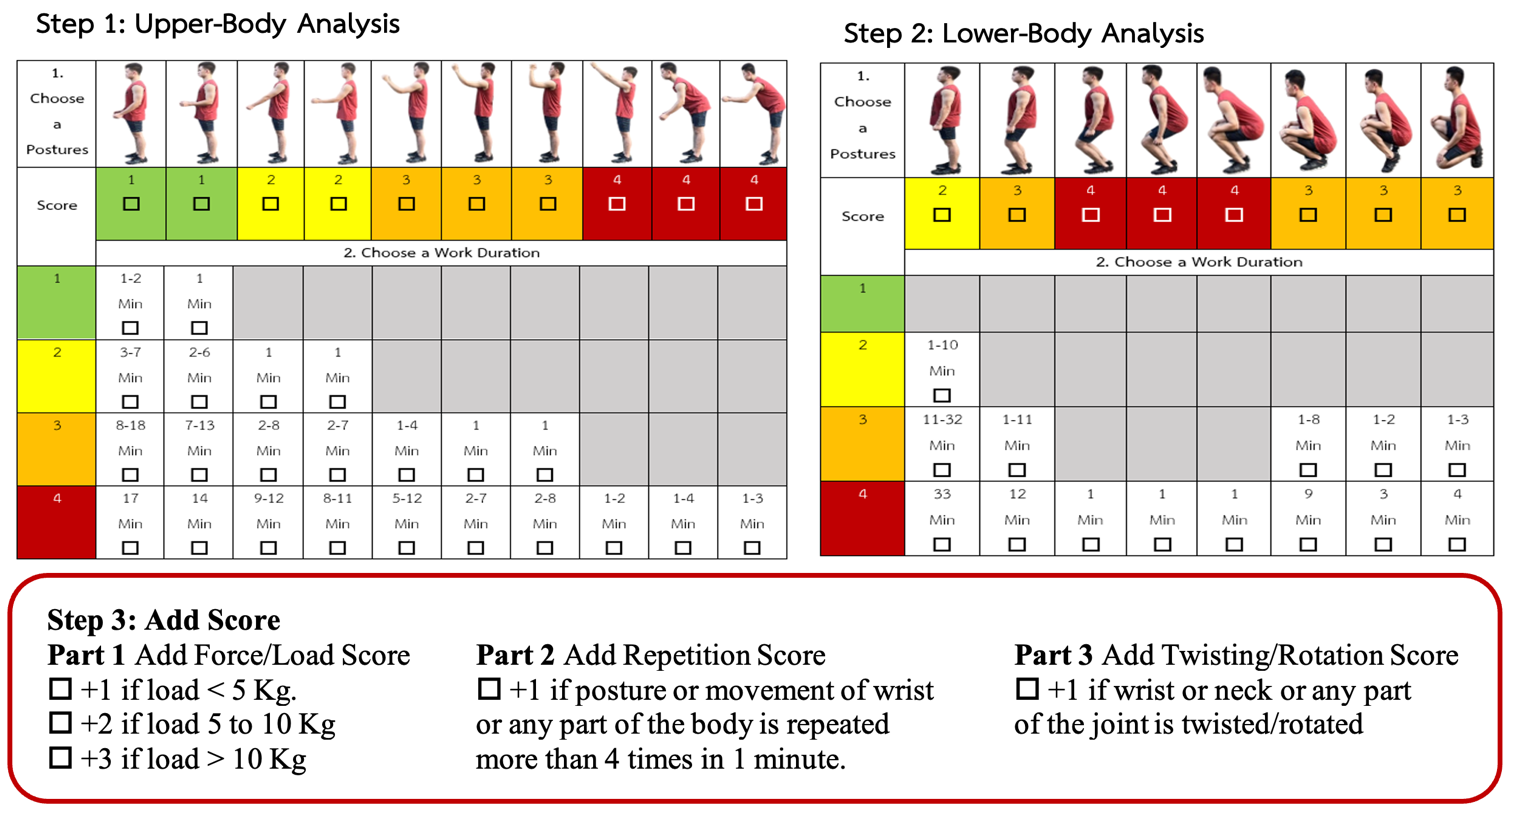 Step 1: Upper-Body Analysis
1.
Choose
a
Postures
Score
1 1 2 2 3 3 3 4 4 4
2. Choose a Work Duration
1
1-2 1
Min Min
2
3-7 2-6 1 1
Min Min Min Min
3
8-18 7-13 2-8 2-7 1-4 1 1
Min Min Min Min Min Min Min
4
17 14 9-12 8-11 5-12 2-7 2-8 1-2 1-4 1-3
Min Min Min Min Min Min Min Min Min Min
Step 2: Lower-Body Analysis
1.
Choose
a
Postures
Score
2 3 4 4 4 3 3 3
2. Choose a Work Duration
1
2
1-10
Min
3
11-32 1-11 1-8 1-2 1-3
Min Min Min Min Min
4
33 12 1 1 1 9 3 4
Min Min Min Min Min Min Min Min
Step 3: Add Score
Part 1 Add Force/Load Score
+1 if load < 5 Kg.
+2 if load 5 to 10 Kg
+3 if load > 10 Kg
Part 2 Add Repetition Score
+1 if posture or movement of wrist
or any part of the body is repeated
more than 4 times in 1 minute.
Part 3 Add Twisting/Rotation Score
+1 if wrist or neck or any part
of the joint is twisted/rotated